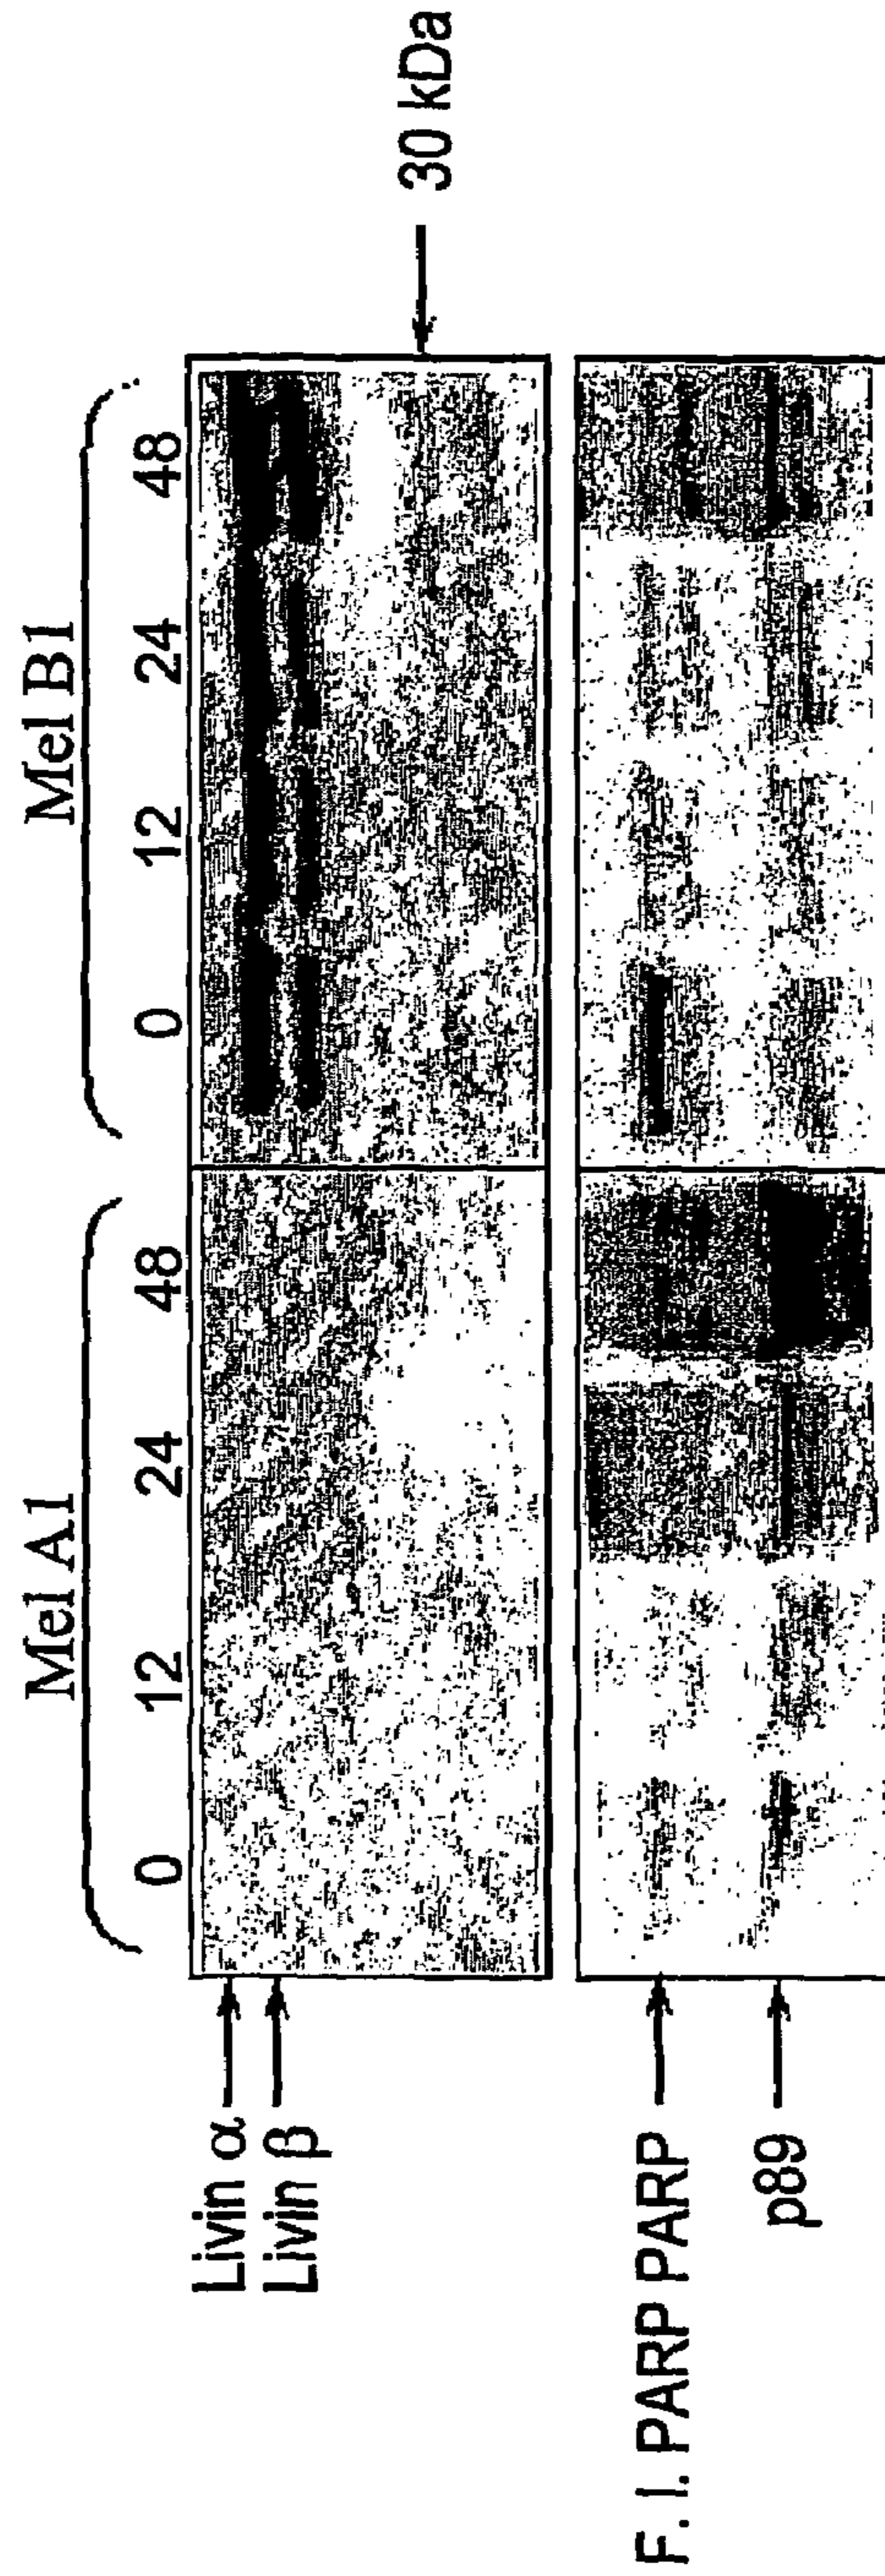 Mel A1
Mel B1
0 12 24 48 0 12 24 48
Livin α
Livin β
30 kDa
F. I. PARP PARP
p89